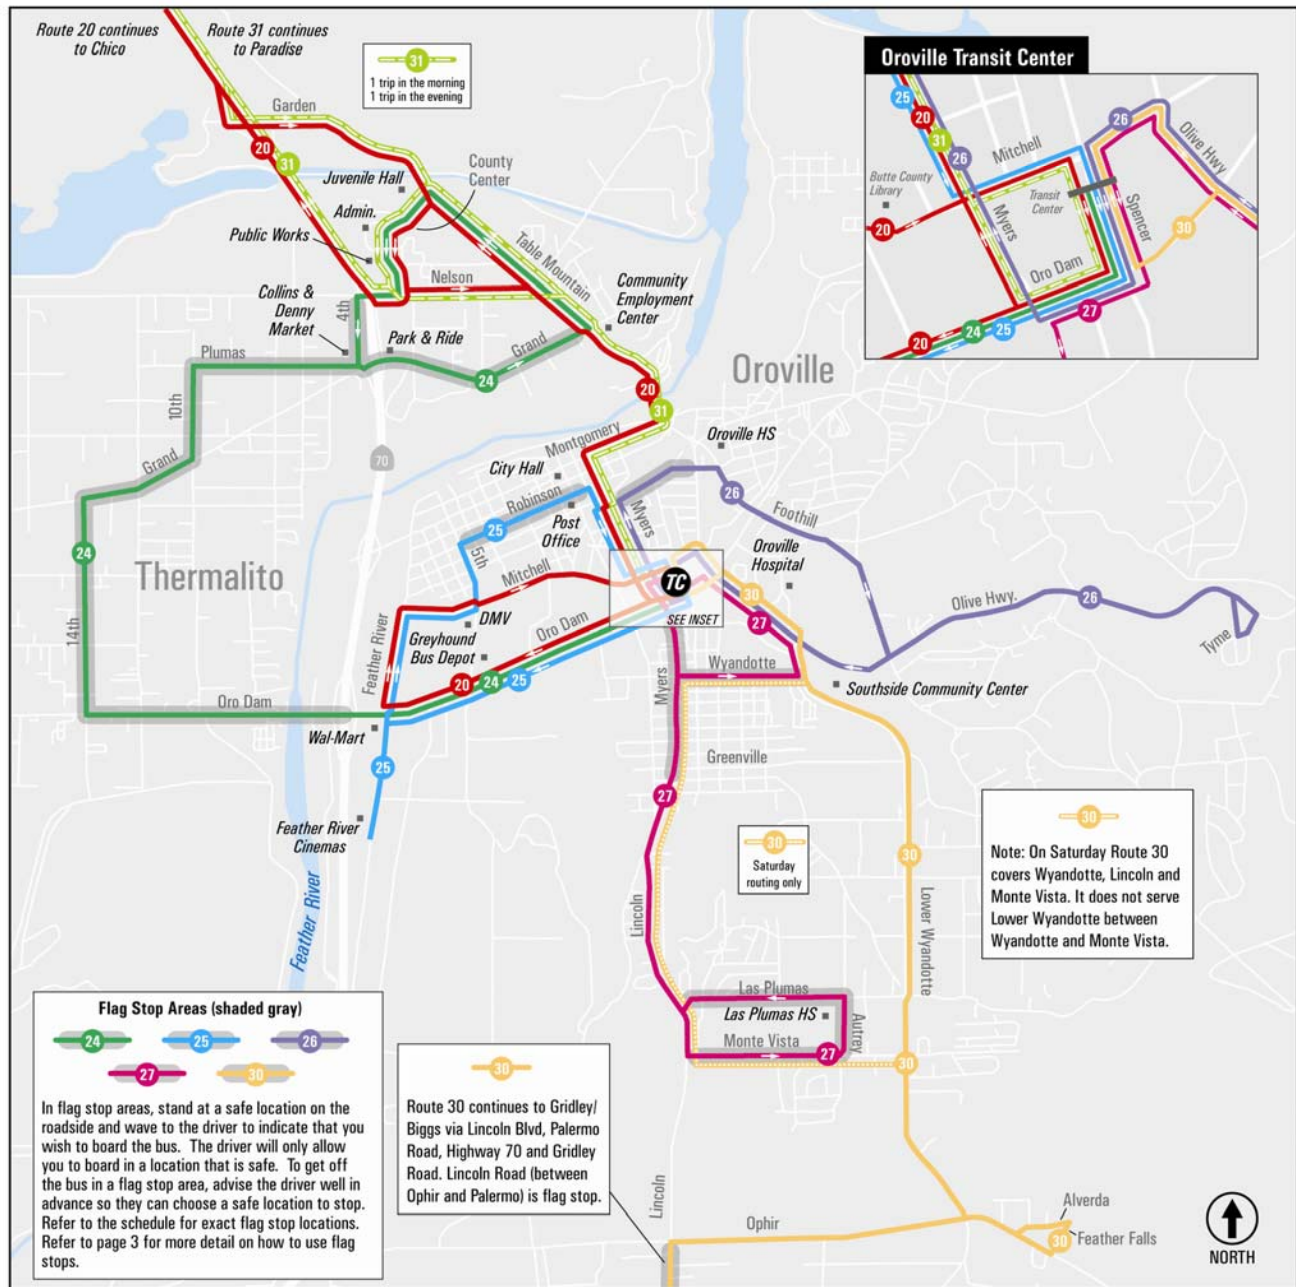 Route 20 continues
to Chico
Route 31 continues
to Paradise
31
1 trip in the morning
1 trip in the evening
Garden
20
31
Juvenile Hall
County
Center
Admin.
Public Works
Table Mountain
Nelson
Collins &
Denny
Market
4th
Park & Ride
Community
Employment
Center
Plumas
Grand
24
10th
Grand
20
31
Oroville
Montgomery
70
City Hall
Oroville HS
Robinson
25
Post
Office
Myers
26
Foothill
Oroville
Hospital
24
Thermalito
5th
Mitchell
TC
SEE INSET
30
27
Olive Hwy.
26
Tyme
14th
Feather River
DMV
Greyhound
Bus Depot
Oro Dam
20
24
25
Myers
Wyandotte
Southside Community Center
Oro Dam
Wal-Mart
25
Greenville
27
Feather River
Cinemas
Feather River
30
Saturday
routing only
30
Lower Wyandotte
30
Note: On Saturday Route 30
covers Wyandotte, Lincoln and
Monte Vista. It does not serve
Lower Wyandotte between
Wyandotte and Monte Vista.
Lincoln
Las Plumas
Las Plumas HS
Autrey
Monte Vista
27
30
Flag Stop Areas (shaded gray)
24
25
26
27
30
In flag stop areas, stand at a safe location on the
roadside and wave to the driver to indicate that you
wish to board the bus. The driver will only allow
you to board in a location that is safe. To get off
the bus in a flag stop area, advise the driver well in
advance so they can choose a safe location to stop.
Refer to the schedule for exact flag stop locations.
Refer to page 3 for more detail on how to use flag
stops.
30
Route 30 continues to Gridley/
Biggs via Lincoln Blvd, Palermo
Road, Highway 70 and Gridley
Road. Lincoln Road (between
Ophir and Palermo) is flag stop.
Lincoln
Ophir
Alverda
Feather Falls
30
NORTH
Oroville Transit Center
25
20
31
26
Mitchell
26
Olive Hwy
Butte County
Library
20
Transit
Center
Myers
Spencer
30
Oro Dam
27
20
24
25